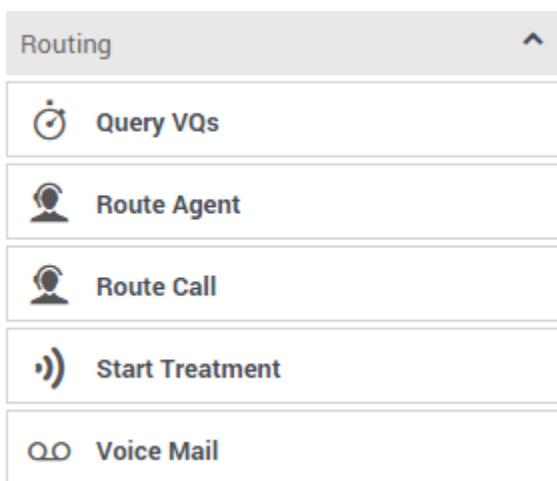 Routing
Query VQs
Route Agent
Route Call
Start Treatment
Voice Mail